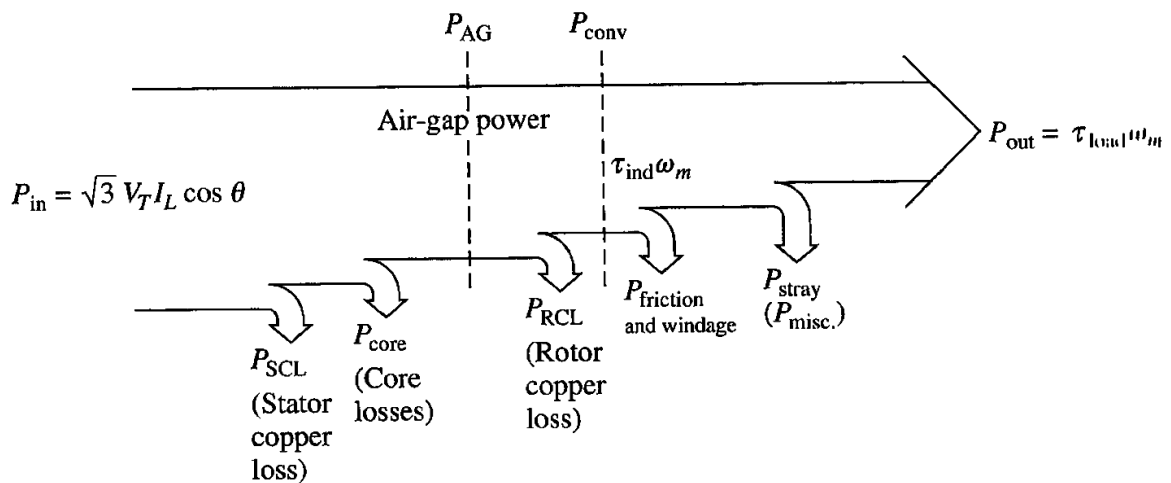 P_AG
P_conv
Air-gap power
P_out = τ_load ω_m
τ_ind ω_m
P_in = √3 V_T I_L cos θ
P_SCL
(Stator
copper
loss)
P_core
(Core
losses)
P_RCL
(Rotor
copper
loss)
P_friction
and windage
P_stray
(P_misc.)